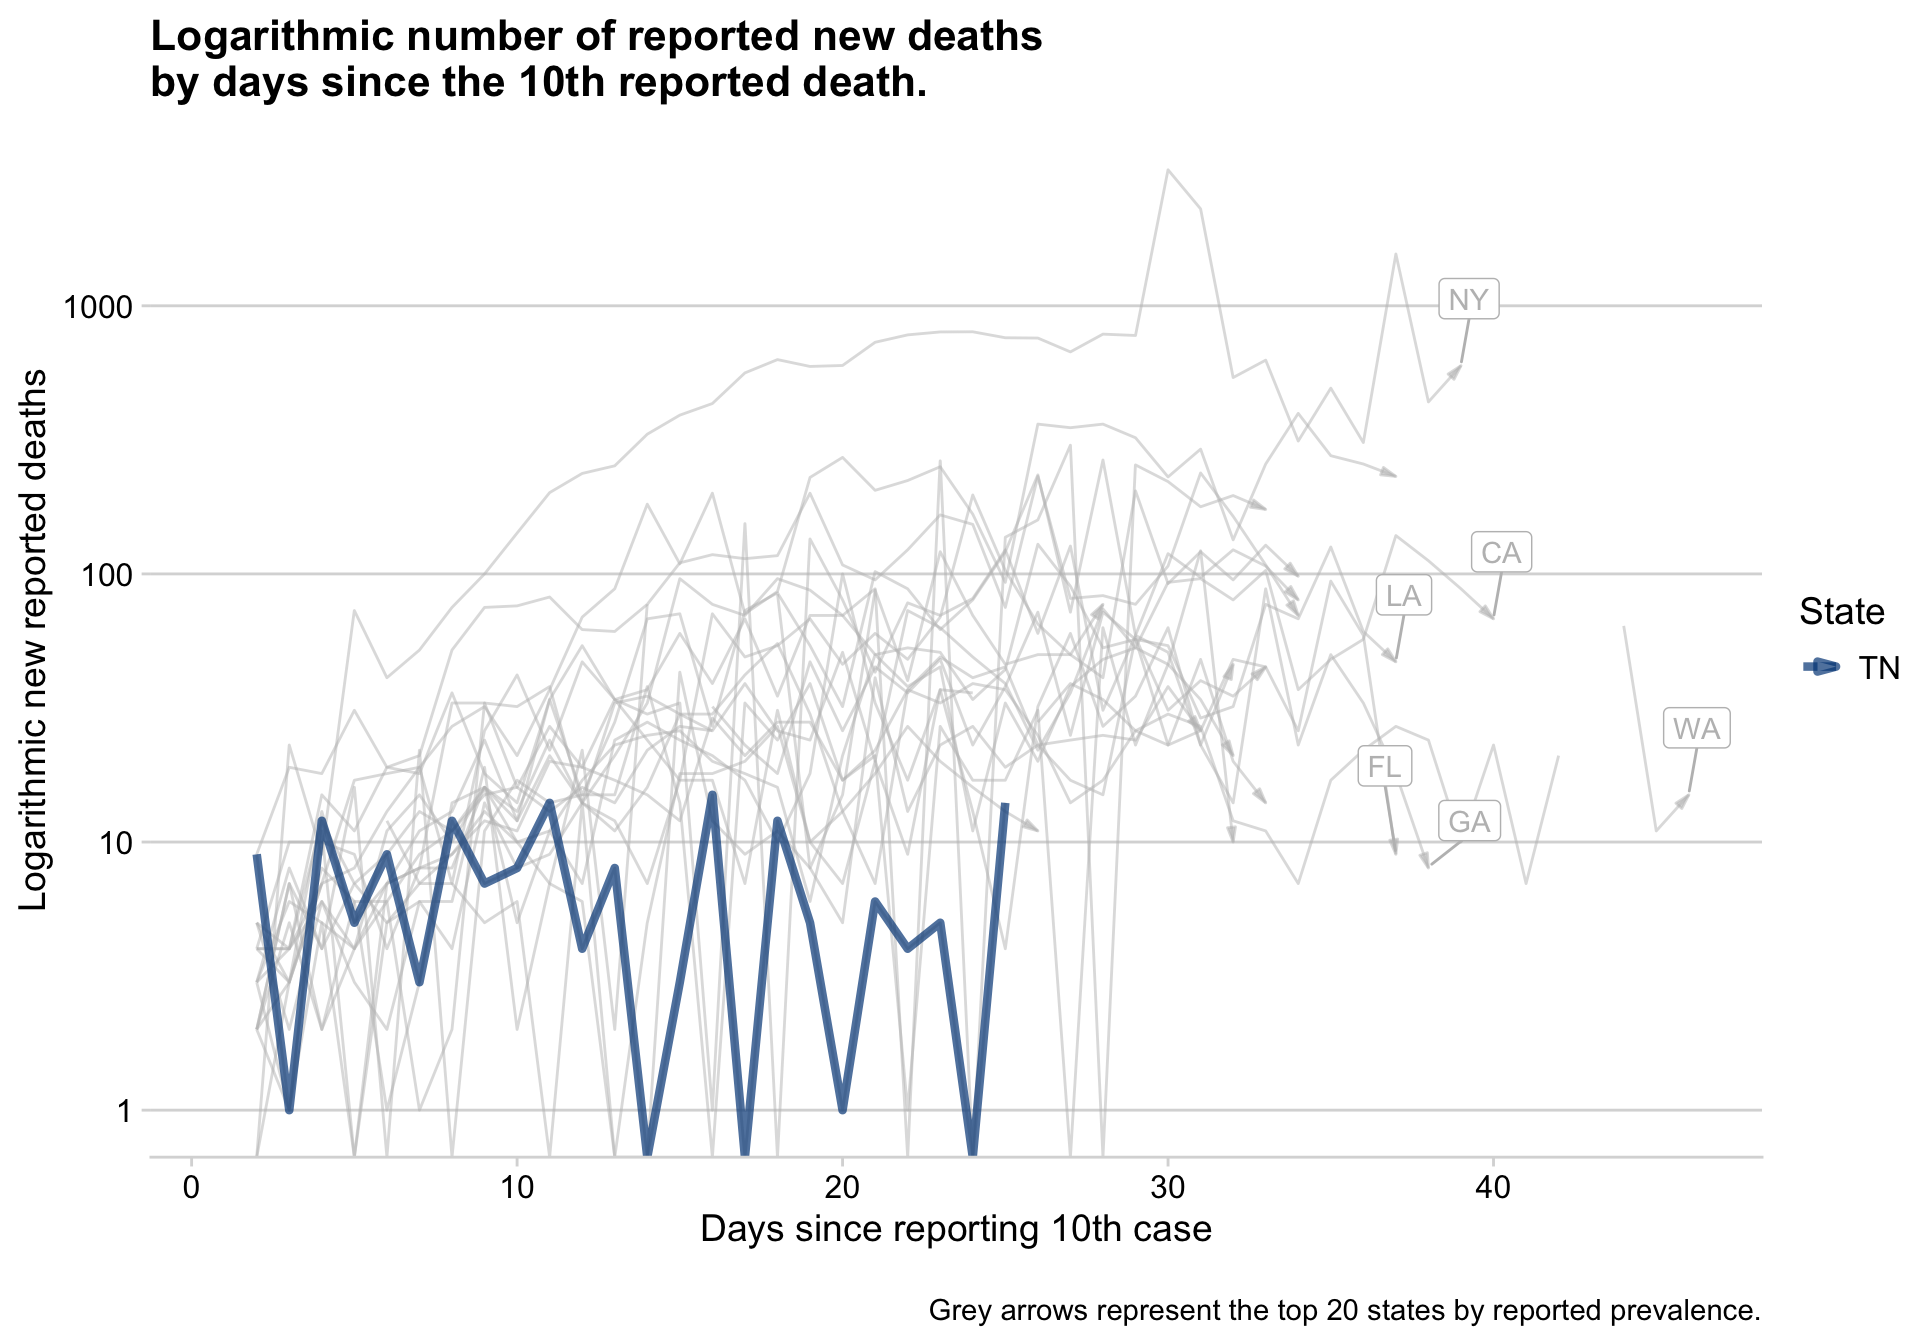 Logarithmic number of reported new deaths
by days since the 10th reported death.
Logarithmic new reported deaths
1000
100
10
1
NY
CA
LA
WA
FL
GA
State
TN
0 10 20 30 40
Days since reporting 10th case
Grey arrows represent the top 20 states by reported prevalence.